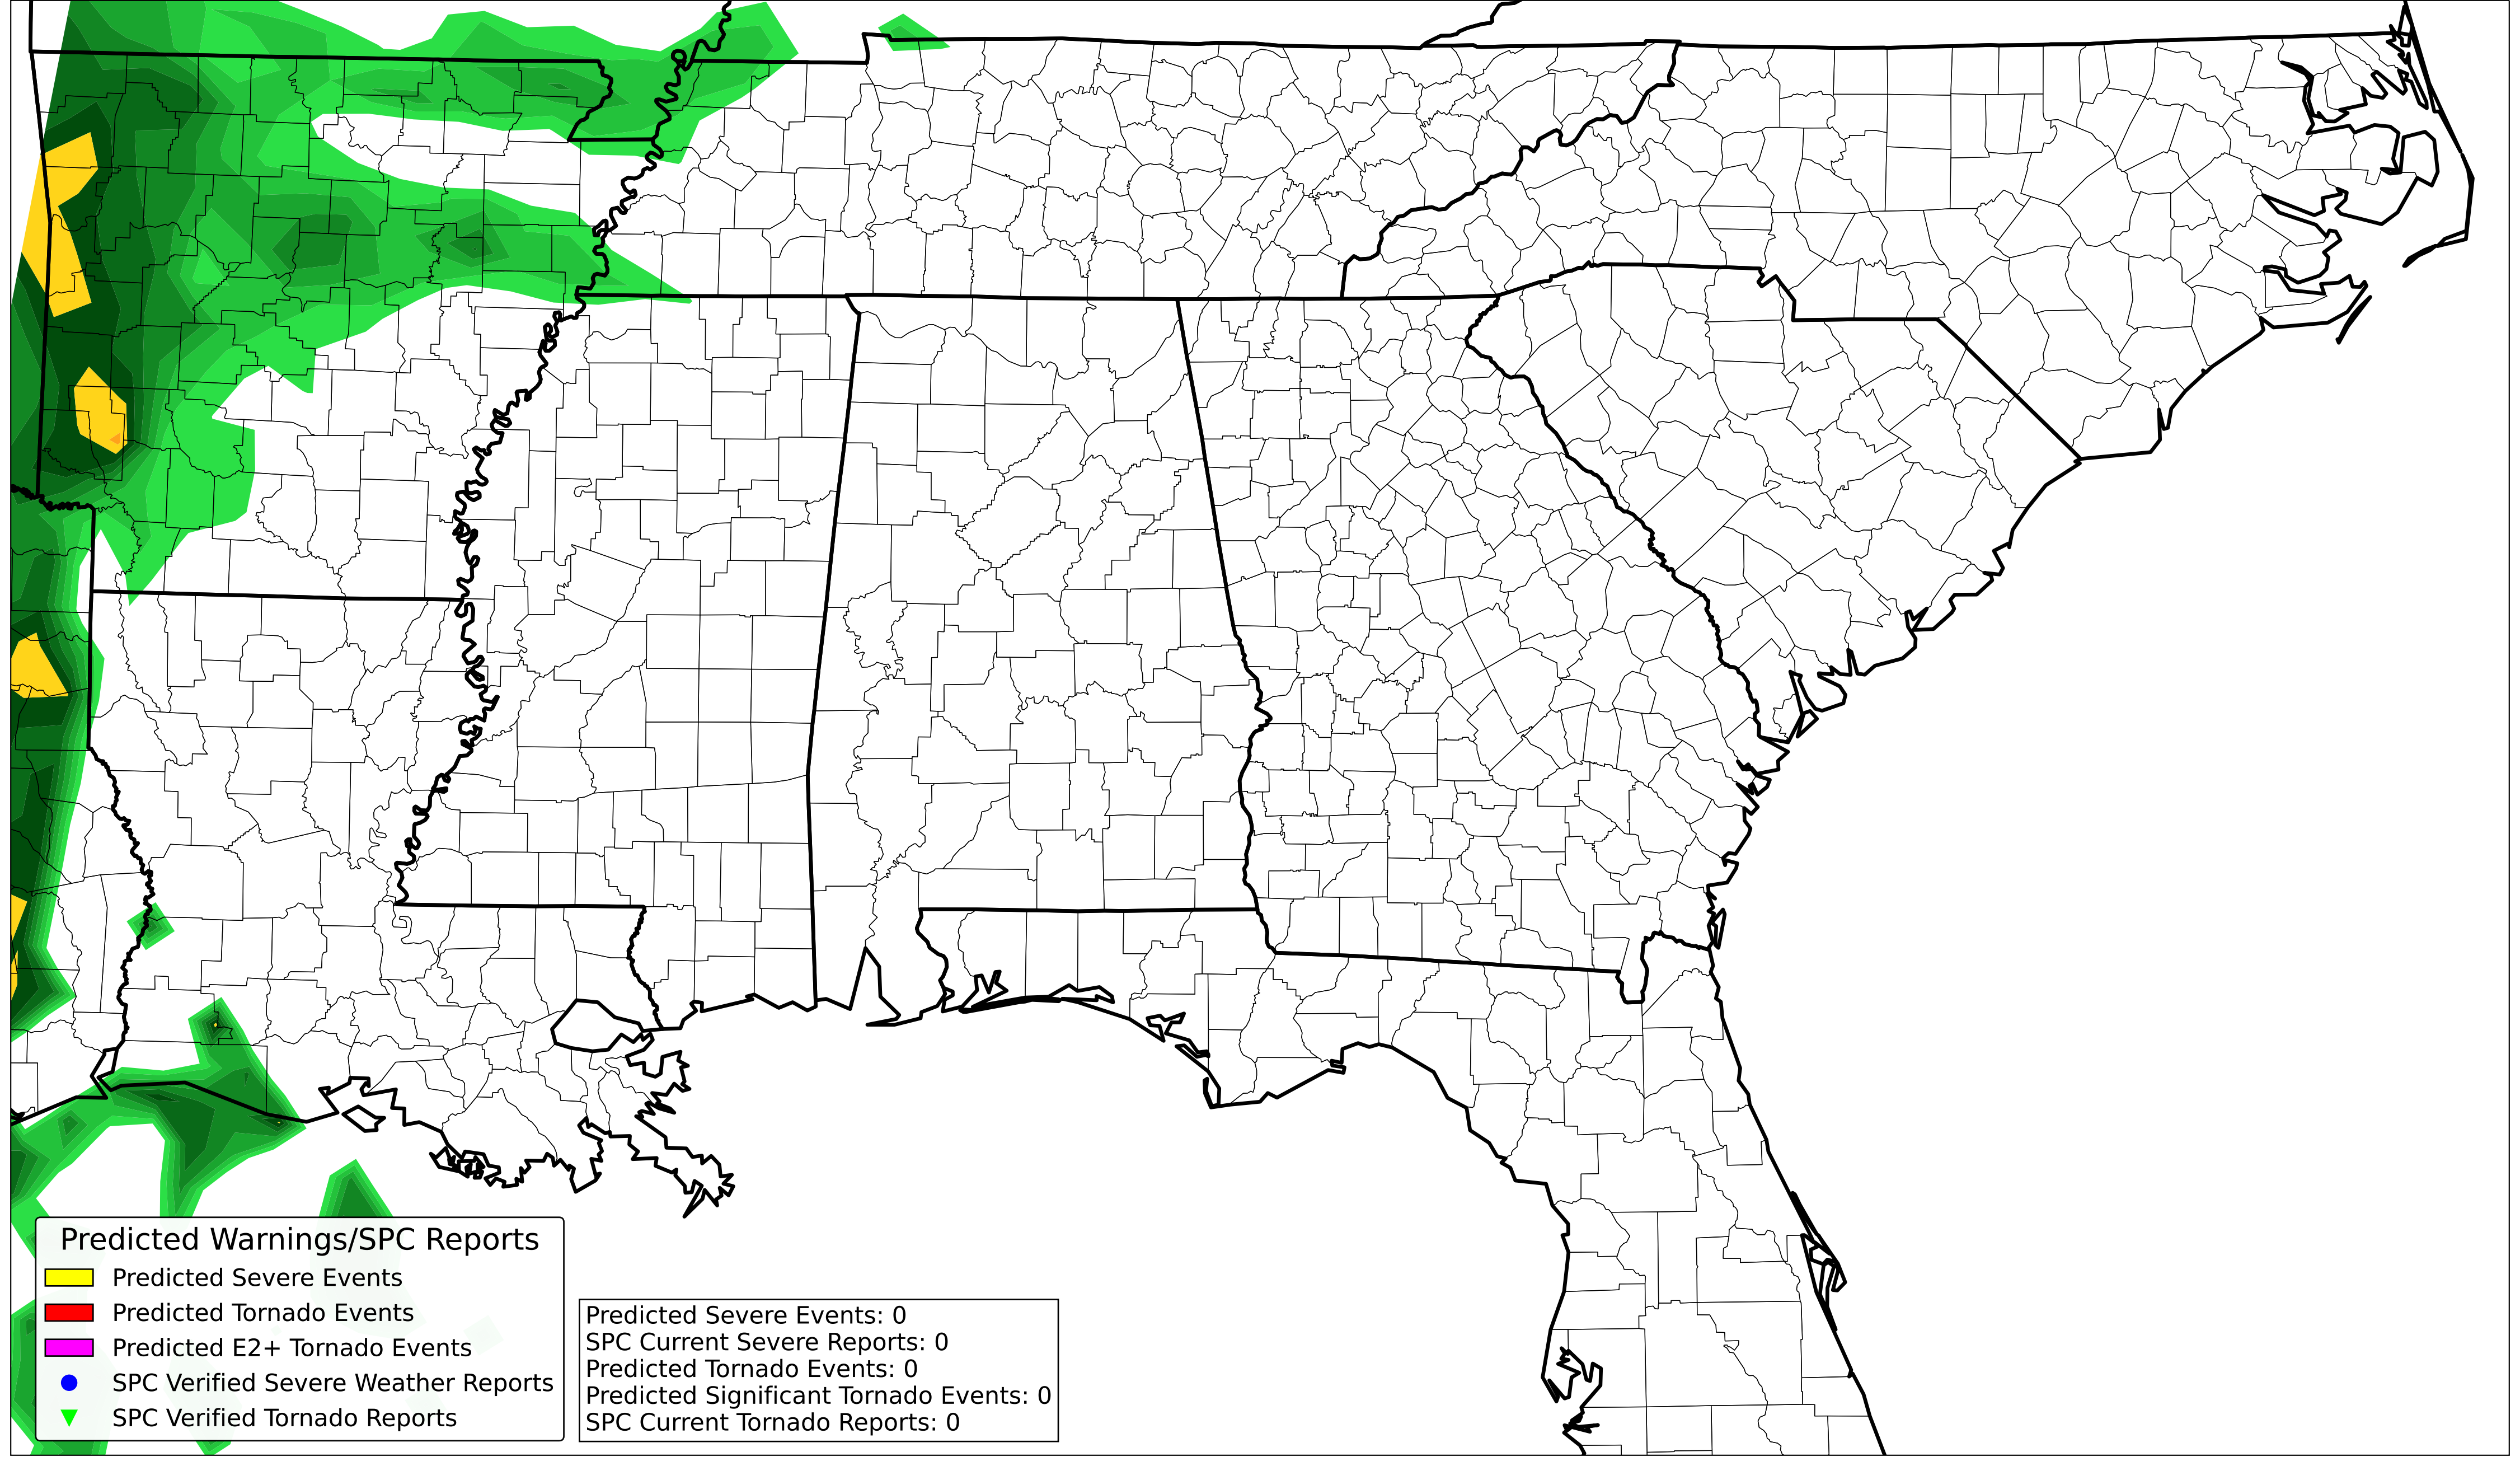 Predicted Warnings/SPC Reports
Predicted Severe Events
Predicted Tornado Events
Predicted E2+ Tornado Events
SPC Verified Severe Weather Reports
SPC Verified Tornado Reports
Predicted Severe Events: 0
SPC Current Severe Reports: 0
Predicted Tornado Events: 0
Predicted Significant Tornado Events: 0
SPC Current Tornado Reports: 0